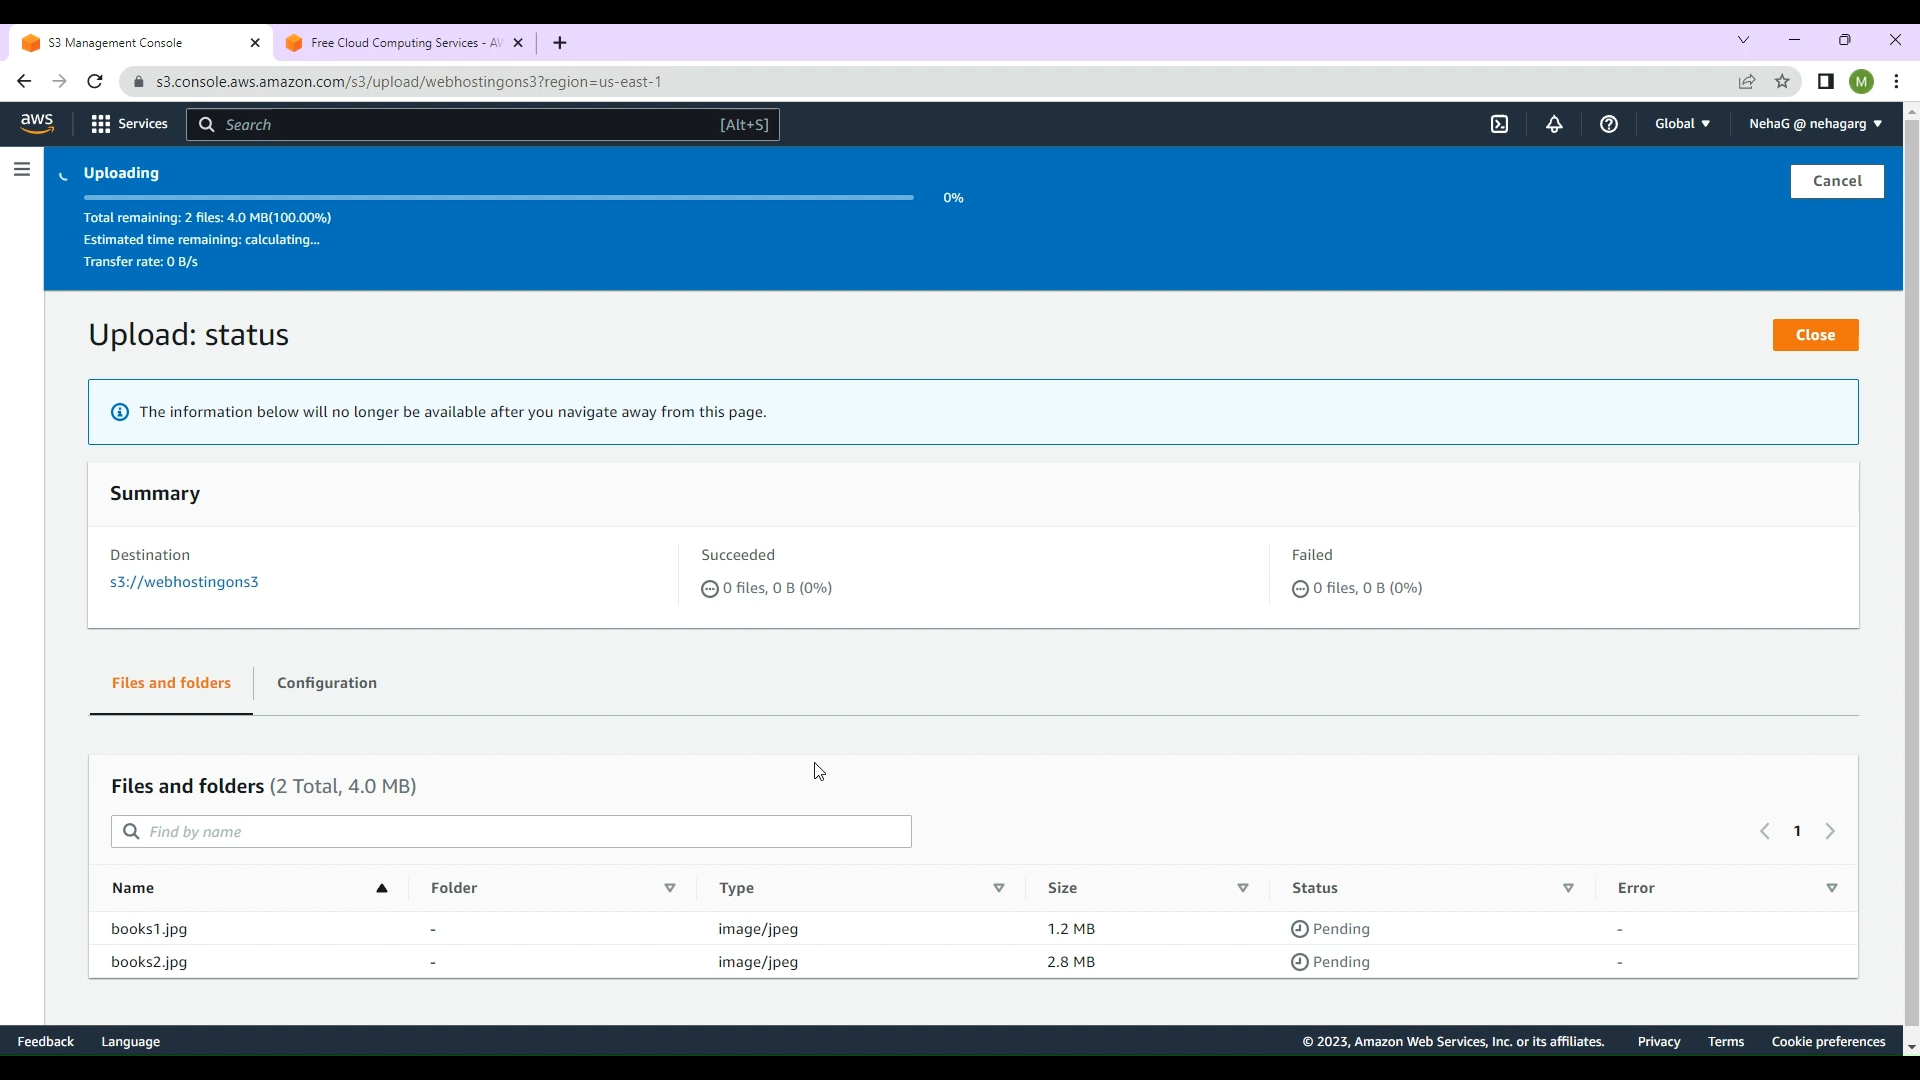 S3 Management Console
Free Cloud Computing Services - AW
s3.console.aws.amazon.com/s3/upload/webhostingons3?region=us-east-1
M
aws
Services
Search
[Alt+S]
Global
NehaG @ nehagarg
Uploading
Cancel
0%
Total remaining: 2 files: 4.0 MB(100.00%)
Estimated time remaining: calculating...
Transfer rate: 0 B/s
Upload: status
Close
The information below will no longer be available after you navigate away from this page.
Summary
Destination
s3://webhostingons3
Succeeded
0 files, 0 B (0%)
Failed
0 files, 0 B (0%)
Files and folders
Configuration
Files and folders (2 Total, 4.0 MB)
Find by name
1
Name Folder Type Size Status Error
books1.jpg - image/jpeg 1.2 MB Pending -
books2.jpg - image/jpeg 2.8 MB Pending -
Feedback Language © 2023, Amazon Web Services, Inc. or its affiliates. Privacy Terms Cookie preferences